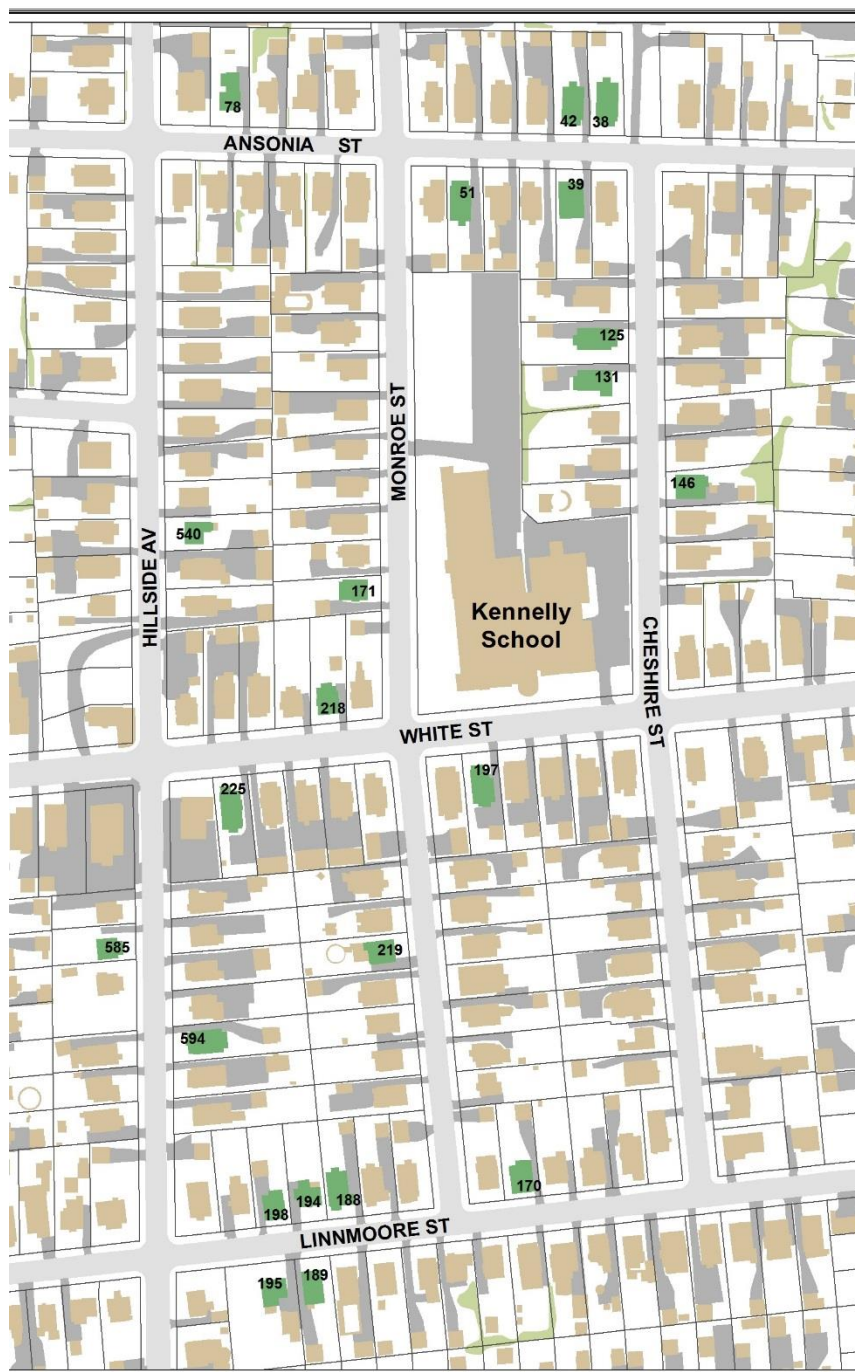 78
42
38
ANSONIA ST
51
39
125
131
MONROE ST
146
540
HILLSIDE AV
171
Kennelly
School
CHESHIRE ST
218
WHITE ST
197
225
585
219
594
170
188
194
198
LINNMOORE ST
195
189